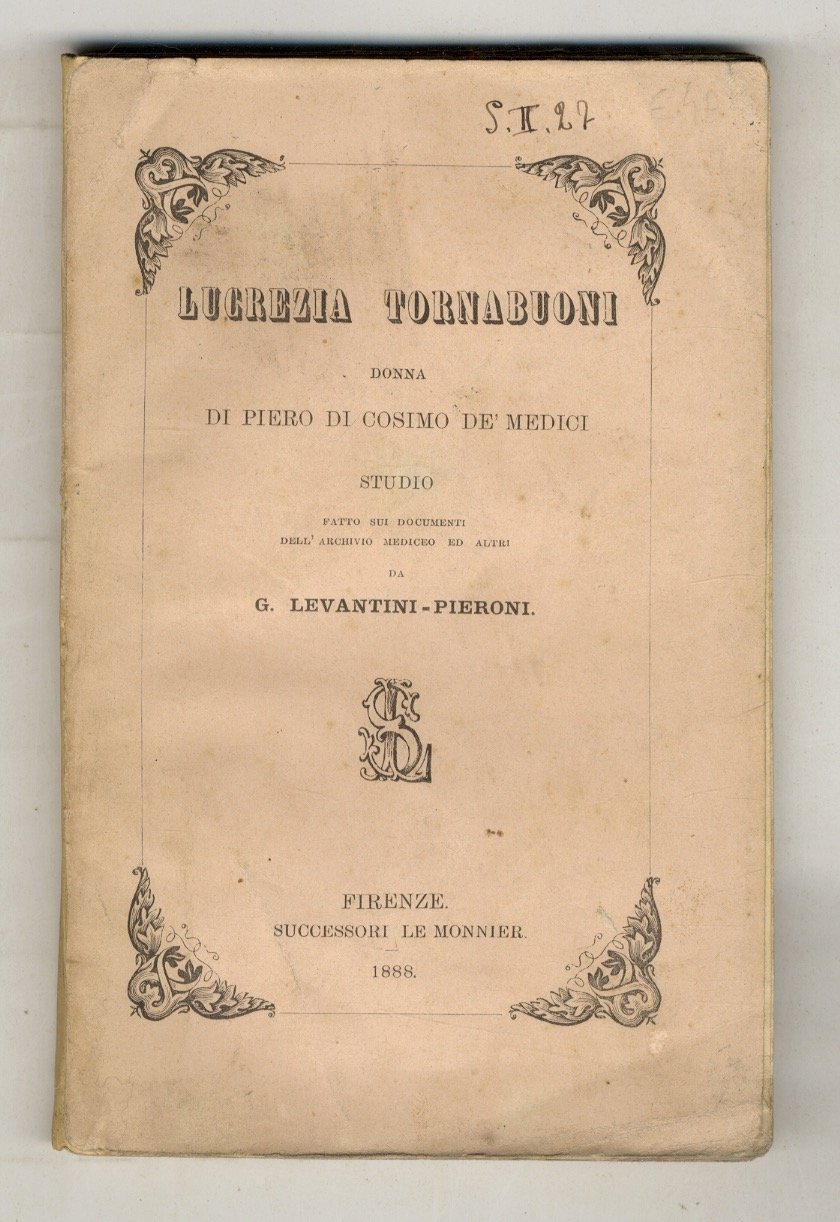 S.II.27
LUCREZIA TORNABUONI
DONNA
DI PIERO DI COSIMO DE' MEDICI
STUDIO
FATTO SUI DOCUMENTI
DELL' ARCHIVIO MEDICEO ED ALTRI
DA
G. LEVANTINI-PIERONI.
FIRENZE.
SUCCESSORI LE MONNIER.
1888.